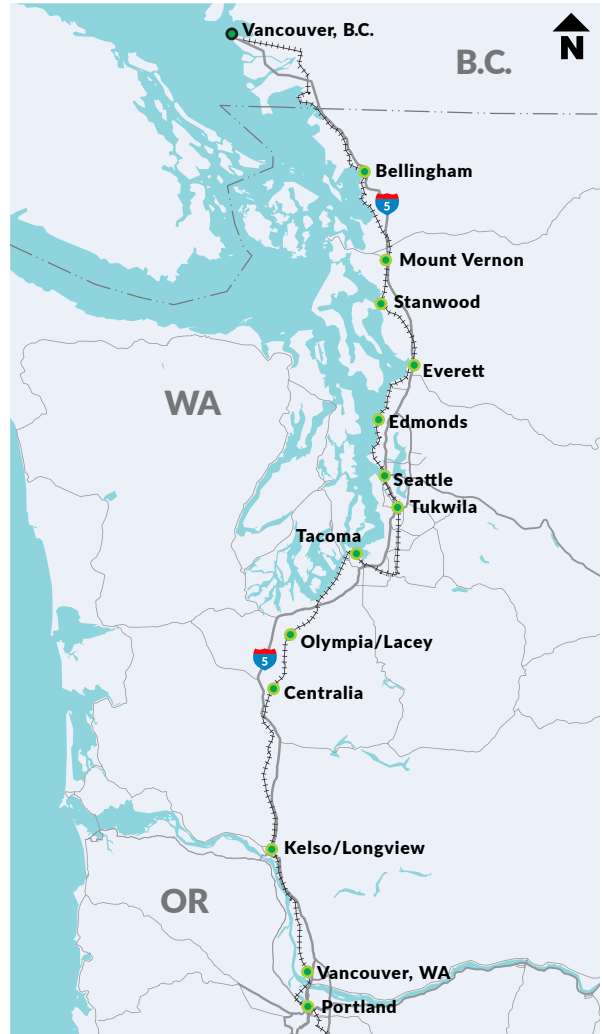 Vancouver, B.C.
N
B.C.
Bellingham
5
Mount Vernon
Stanwood
Everett
WA
Edmonds
Seattle
Tukwila
Tacoma
Olympia/Lacey
5
Centralia
Kelso/Longview
OR
Vancouver, WA
Portland